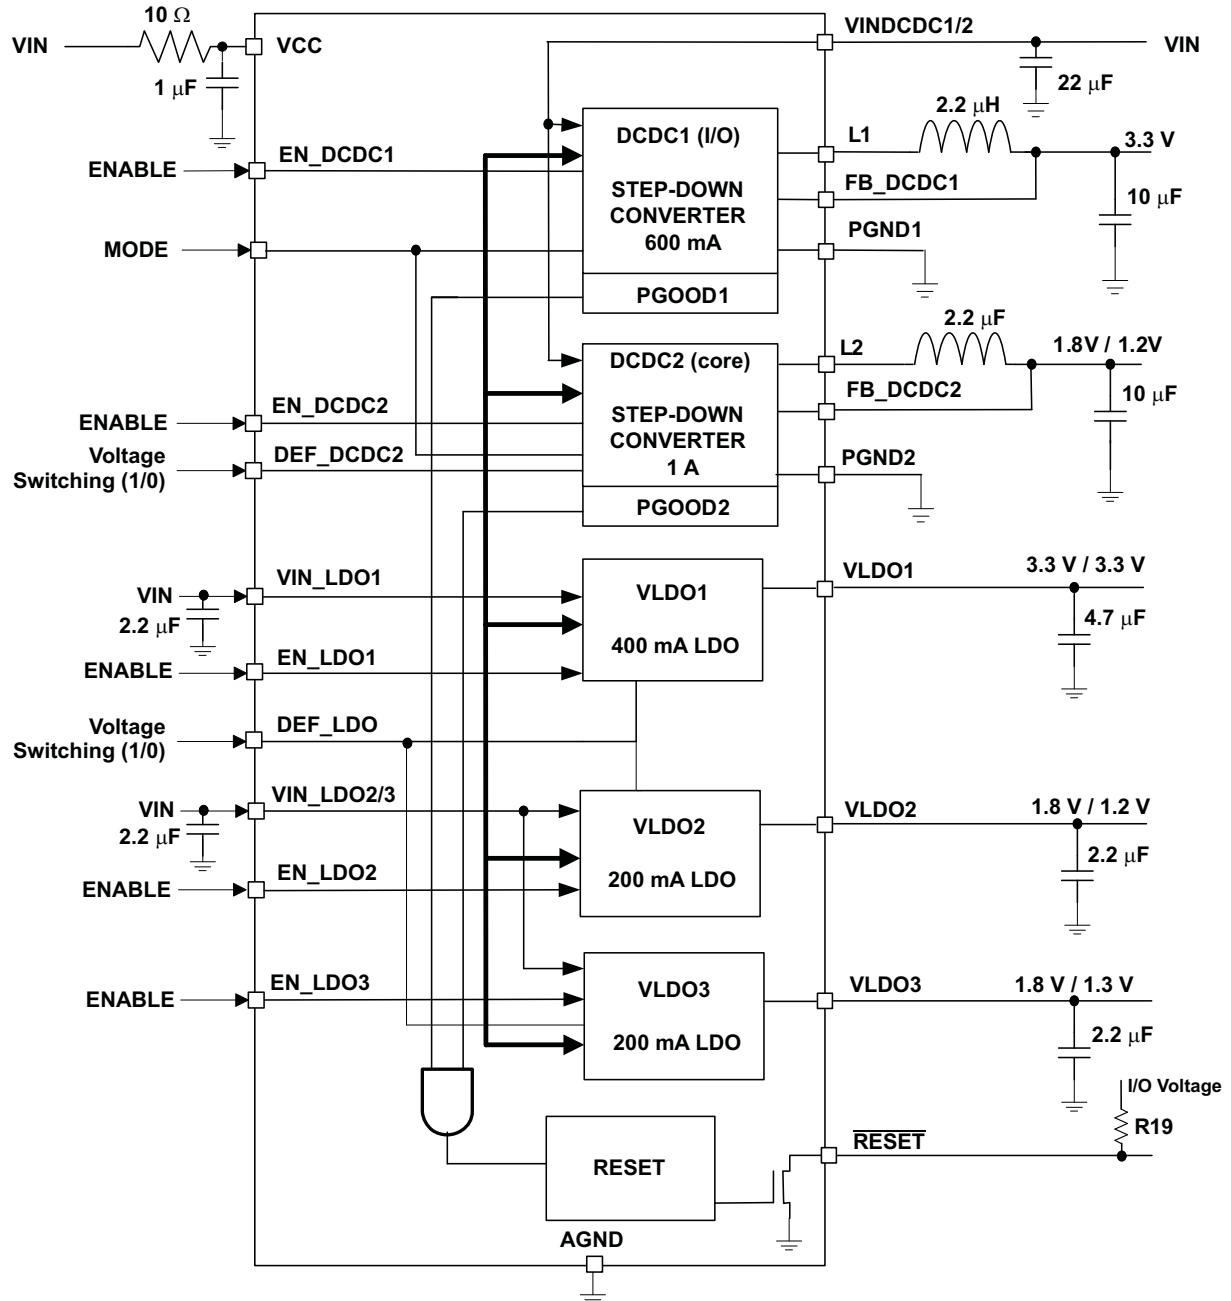 10 Ω
VIN
VCC
1 μF
VINDCDC1/2
VIN
22 μF
2.2 μH
DCDC1 (I/O)
L1
3.3 V
EN_DCDC1
ENABLE
STEP-DOWN
CONVERTER
600 mA
FB_DCDC1
10 μF
MODE
PGND1
PGOOD1
2.2 μF
DCDC2 (core)
L2
1.8V / 1.2V
FB_DCDC2
10 μF
EN_DCDC2
ENABLE
STEP-DOWN
CONVERTER
1 A
Voltage
Switching (1/0)
DEF_DCDC2
PGND2
PGOOD2
VIN_LDO1
VIN
2.2 μF
VLDO1
400 mA LDO
VLDO1
3.3 V / 3.3 V
4.7 μF
EN_LDO1
ENABLE
Voltage
Switching (1/0)
DEF_LDO
VIN_LDO2/3
VIN
2.2 μF
VLDO2
200 mA LDO
VLDO2
1.8 V / 1.2 V
2.2 μF
EN_LDO2
ENABLE
EN_LDO3
ENABLE
VLDO3
200 mA LDO
VLDO3
1.8 V / 1.3 V
2.2 μF
I/O Voltage
R19
RESET
RESET
AGND